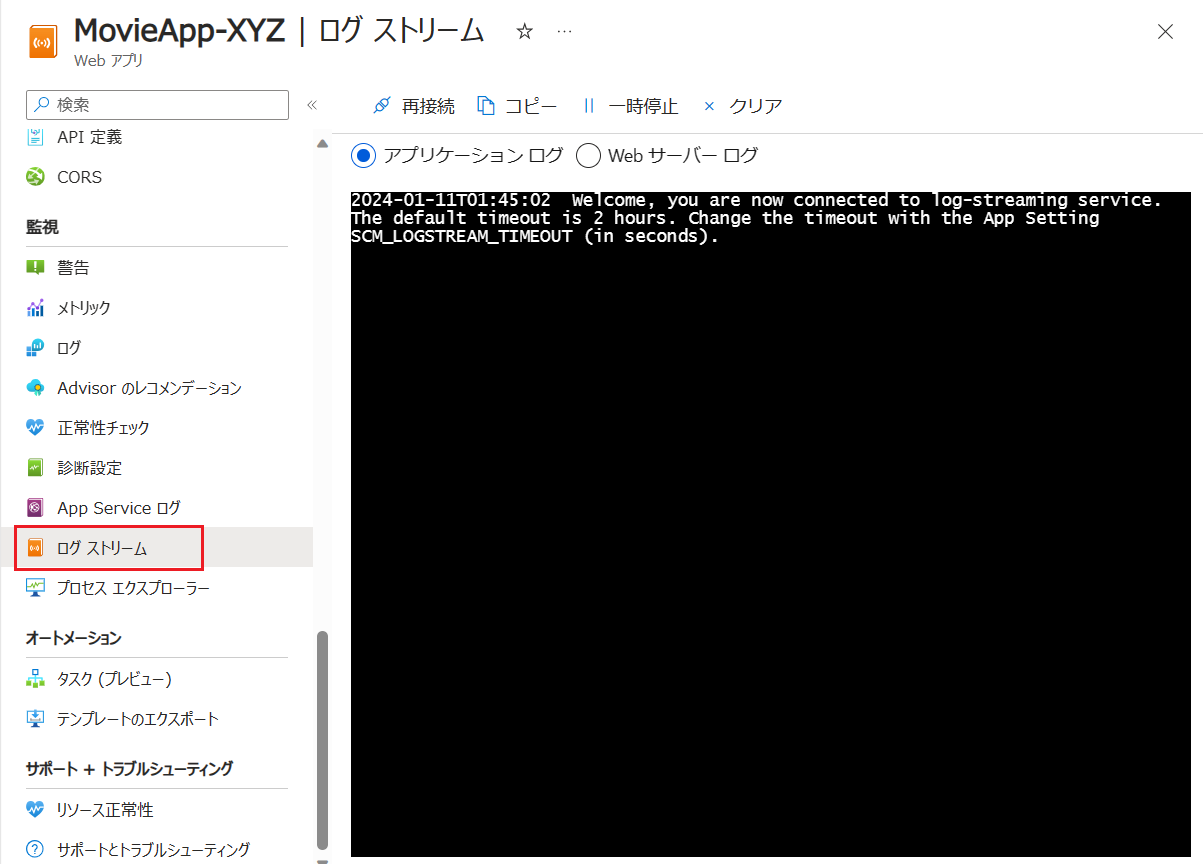 MovieApp-XYZ | ログ ストリーム ☆ …
Web アプリ
検索
«
API 定義
CORS
監視
警告
メトリック
ログ
Advisor のレコメンデーション
正常性チェック
診断設定
App Service ログ
ログ ストリーム
プロセス エクスプローラー
オートメーション
タスク (プレビュー)
テンプレートのエクスポート
サポート + トラブルシューティング
リソース正常性
サポートとトラブルシューティング
再接続 コピー 一時停止 クリア
アプリケーション ログ Web サーバー ログ
2024-01-11T01:45:02  Welcome, you are now connected to log-streaming service.
The default timeout is 2 hours. Change the timeout with the App Setting
SCM_LOGSTREAM_TIMEOUT (in seconds).